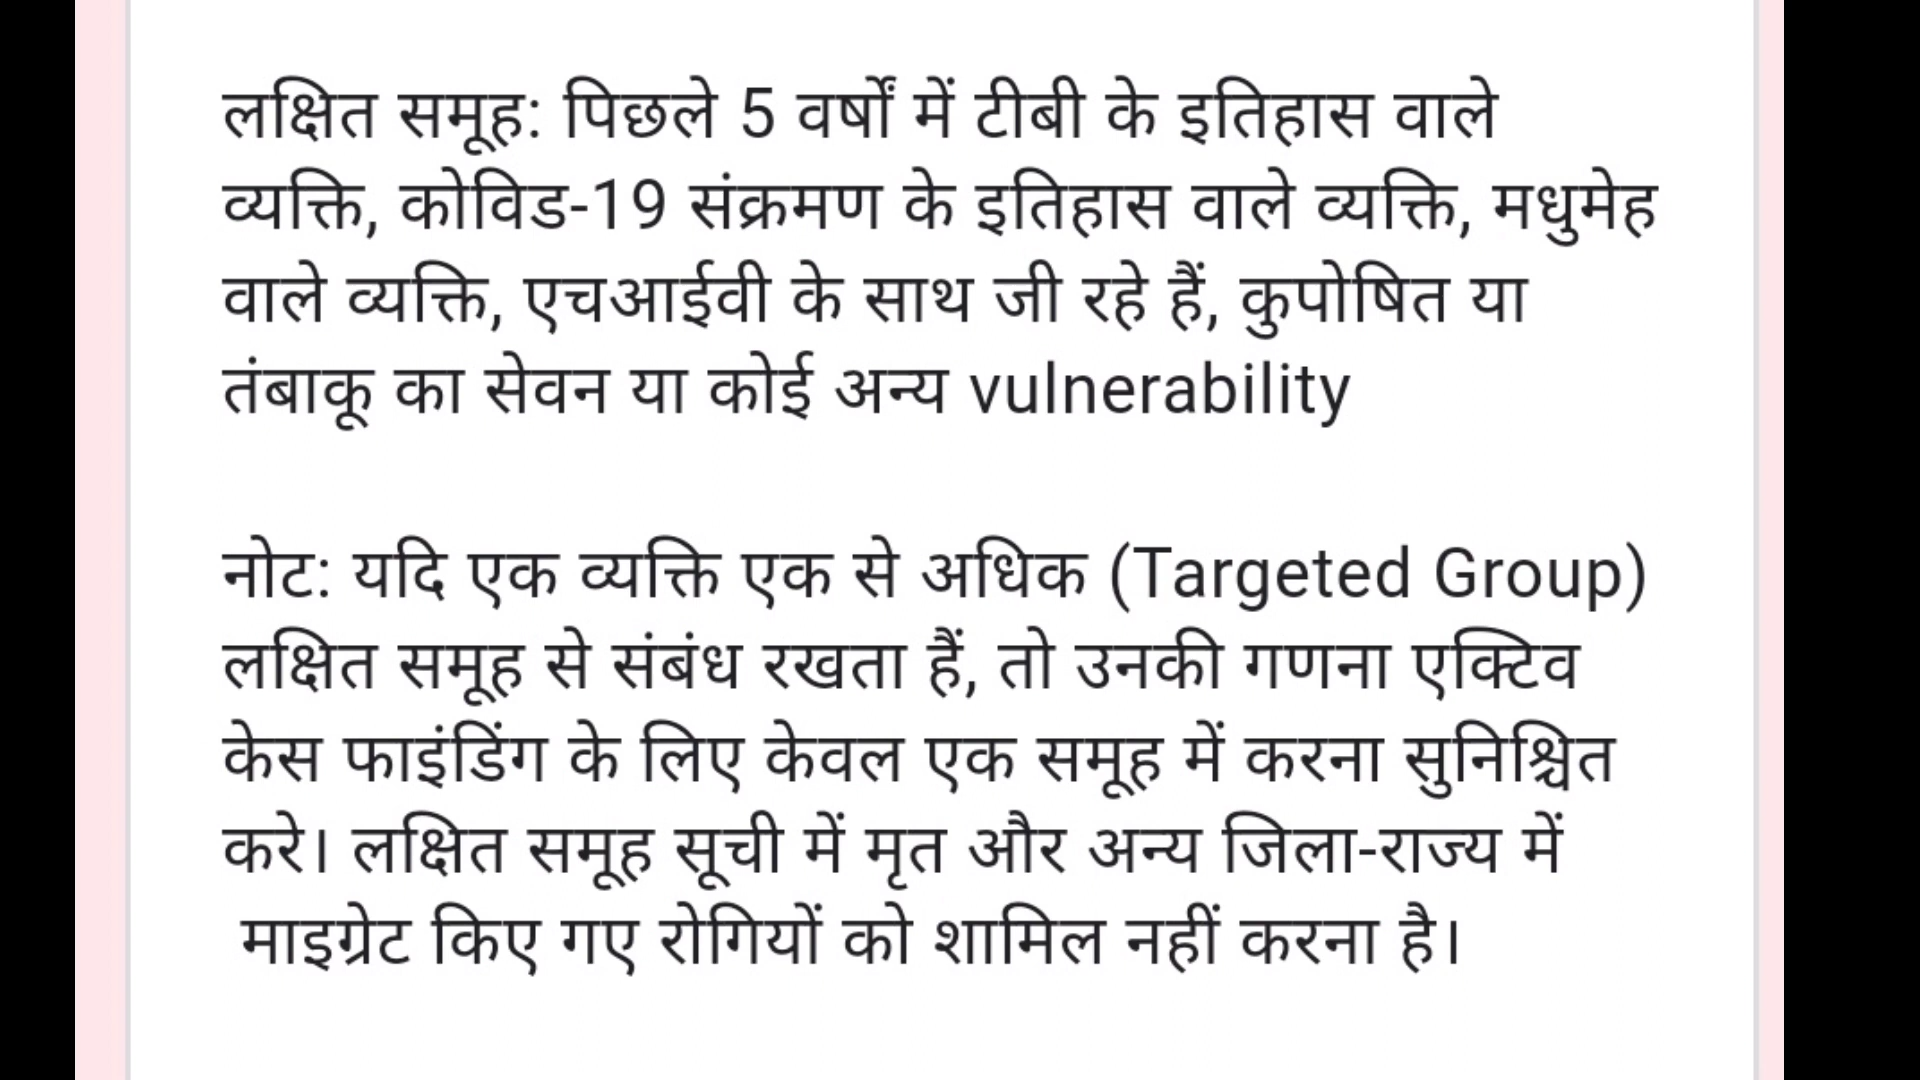 लक्षित समूह: पिछले 5 वर्षों में टीबी के इतिहास वाले
व्यक्ति, कोविड-19 संक्रमण के इतिहास वाले व्यक्ति, मधुमेह
वाले व्यक्ति, एचआईवी के साथ जी रहे हैं, कुपोषित या
तंबाकू का सेवन या कोई अन्य vulnerability
नोट: यदि एक व्यक्ति एक से अधिक (Targeted Group)
लक्षित समूह से संबंध रखता हैं, तो उनकी गणना एक्टिव
केस फाइंडिंग के लिए केवल एक समूह में करना सुनिश्चित
करे। लक्षित समूह सूची में मृत और अन्य जिला-राज्य में
माइग्रेट किए गए रोगियों को शामिल नहीं करना है।